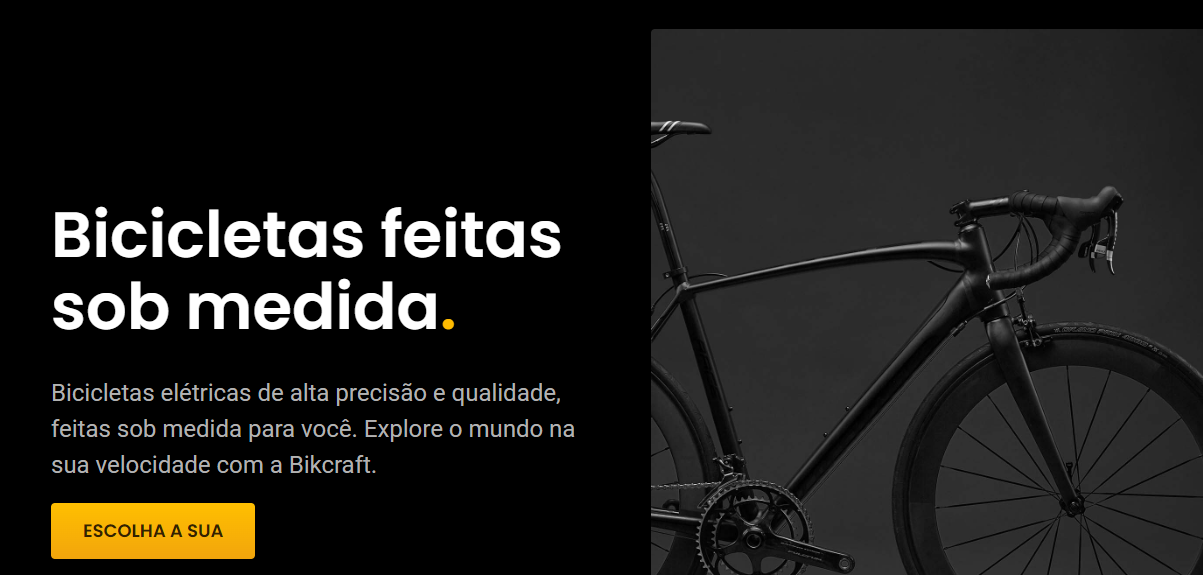 Bicicletas feitas
sob medida.
Bicicletas elétricas de alta precisão e qualidade,
feitas sob medida para você. Explore o mundo na
sua velocidade com a Bikcraft.
ESCOLHA A SUA